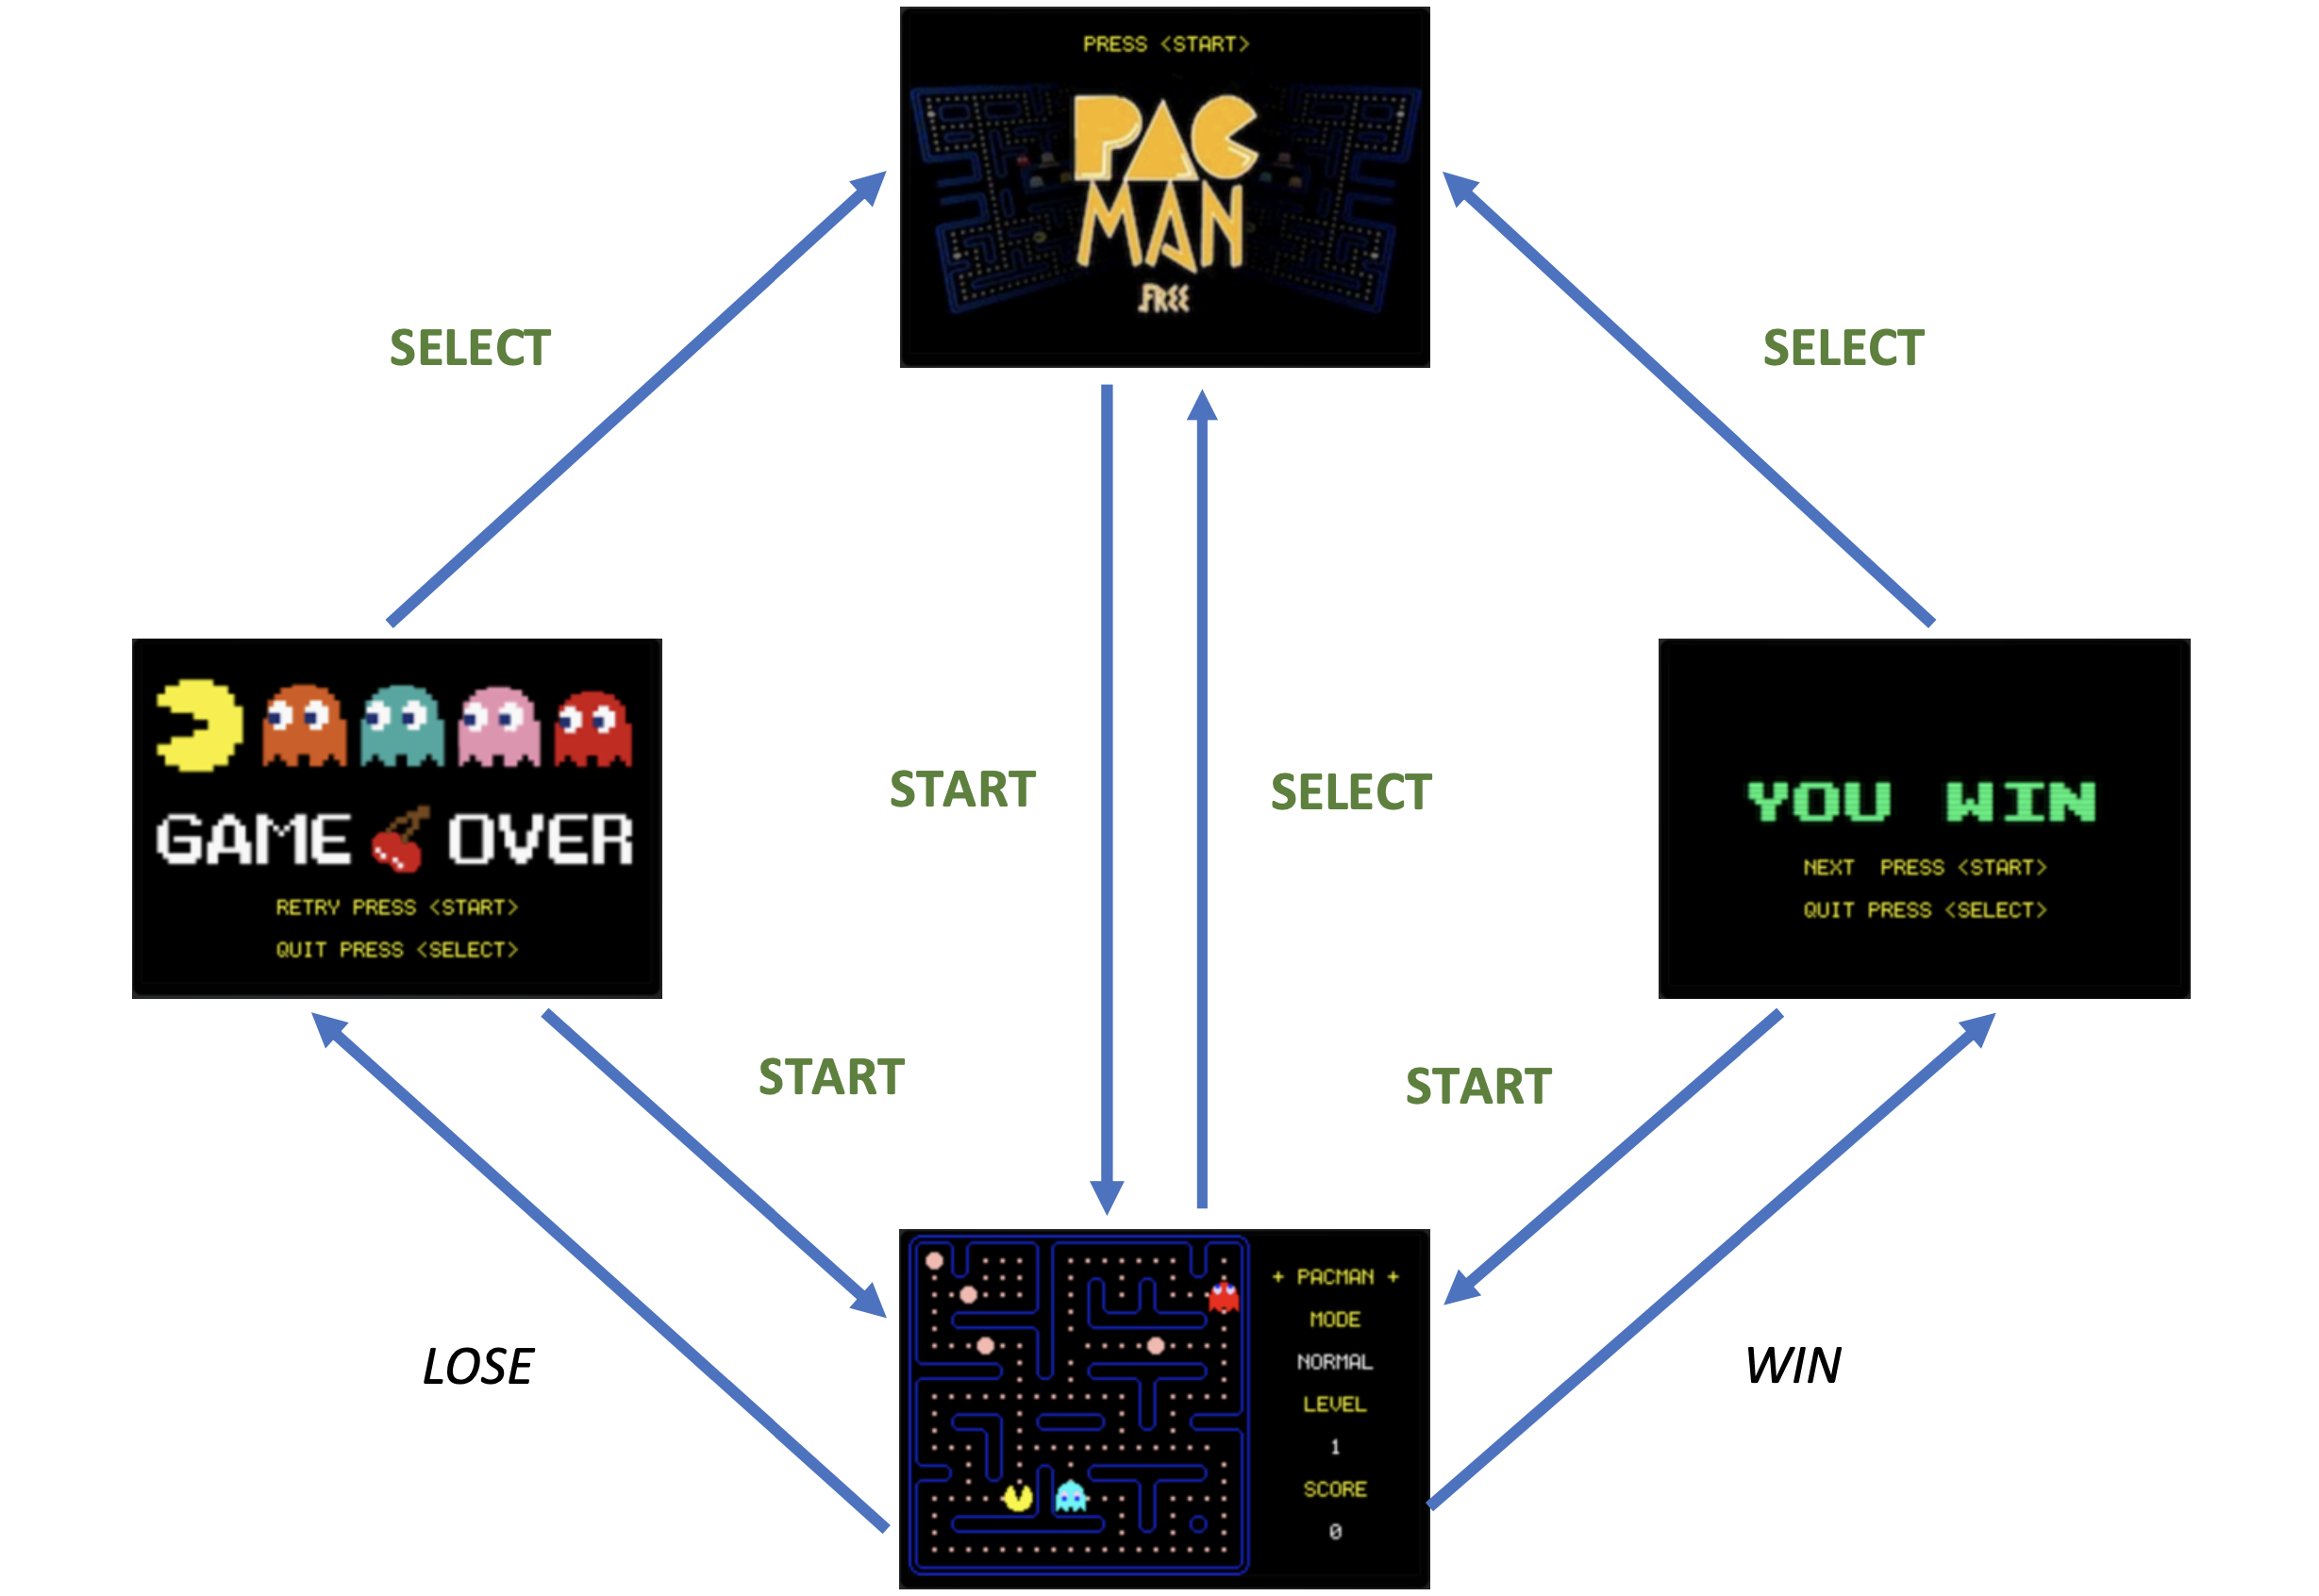 PRESS <START>
PAC
MAN
FREE
SELECT
SELECT
GAME OVER
RETRY PRESS <START>
QUIT PRESS <SELECT>
START
SELECT
YOU WIN
NEXT PRESS <START>
QUIT PRESS <SELECT>
START
START
LOSE
WIN
+ PACMAN +
MODE
NORMAL
LEVEL
1
SCORE
0